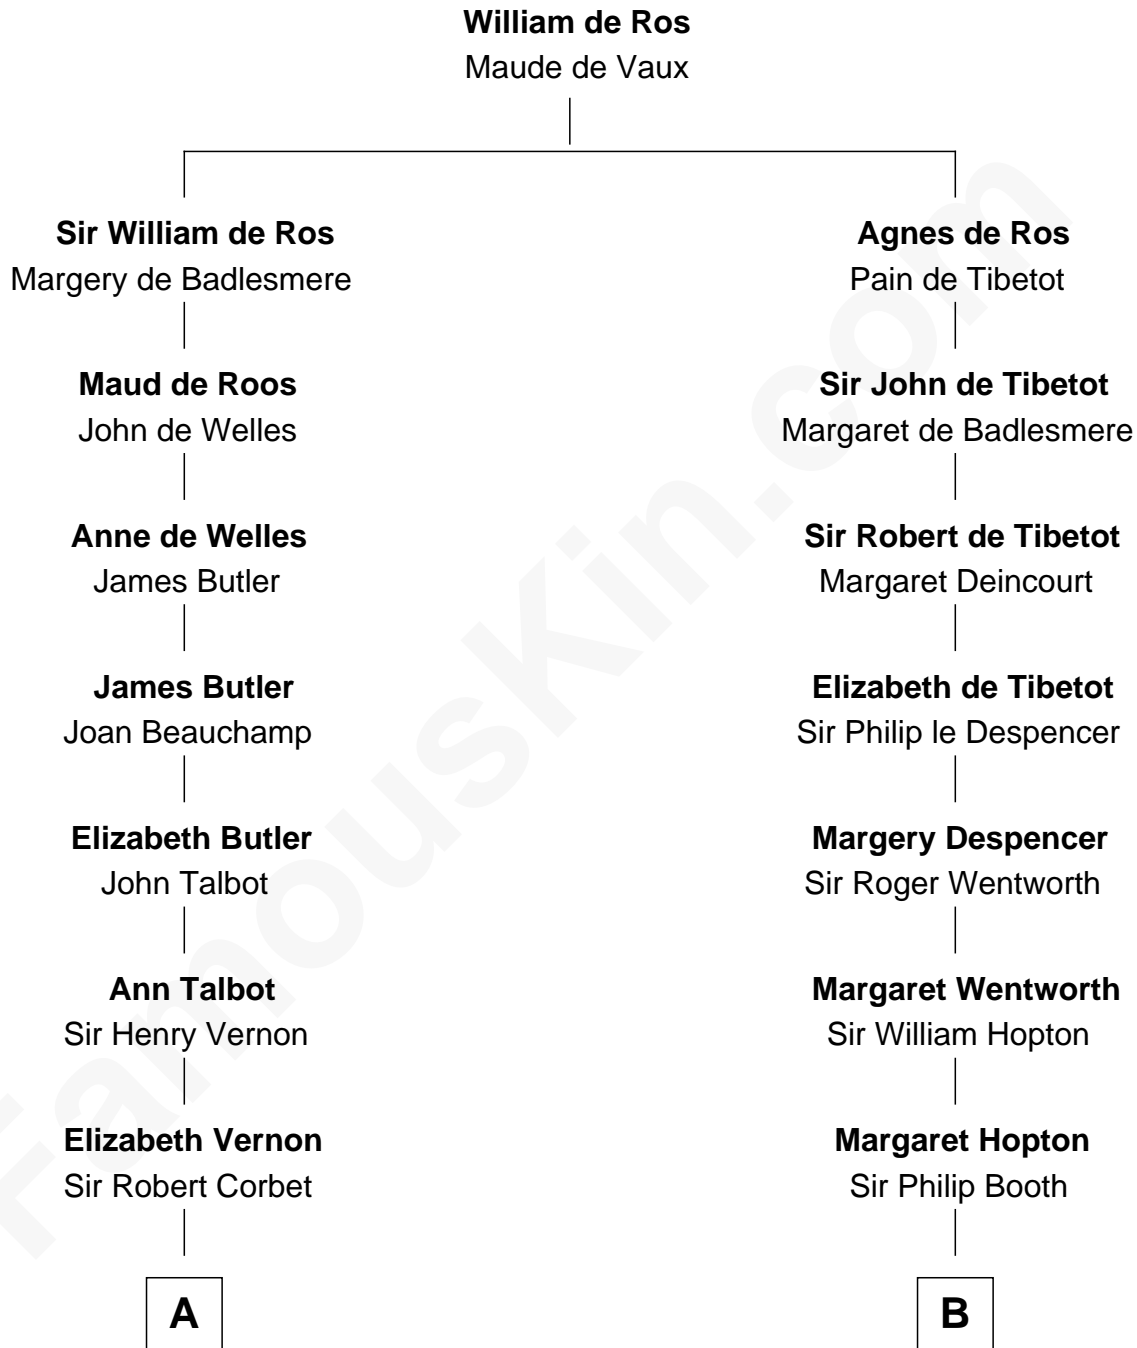 William de Ros
Maude de Vaux
Sir William de Ros
Margery de Badlesmere
Maud de Roos
John de Welles
Anne de Welles
James Butler
James Butler
Joan Beauchamp
Elizabeth Butler
John Talbot
Ann Talbot
Sir Henry Vernon
Elizabeth Vernon
Sir Robert Corbet
A
Agnes de Ros
Pain de Tibetot
Sir John de Tibetot
Margaret de Badlesmere
Sir Robert de Tibetot
Margaret Deincourt
Elizabeth de Tibetot
Sir Philip le Despencer
Margery Despencer
Sir Roger Wentworth
Margaret Wentworth
Sir William Hopton
Margaret Hopton
Sir Philip Booth
B
FamousKin.com